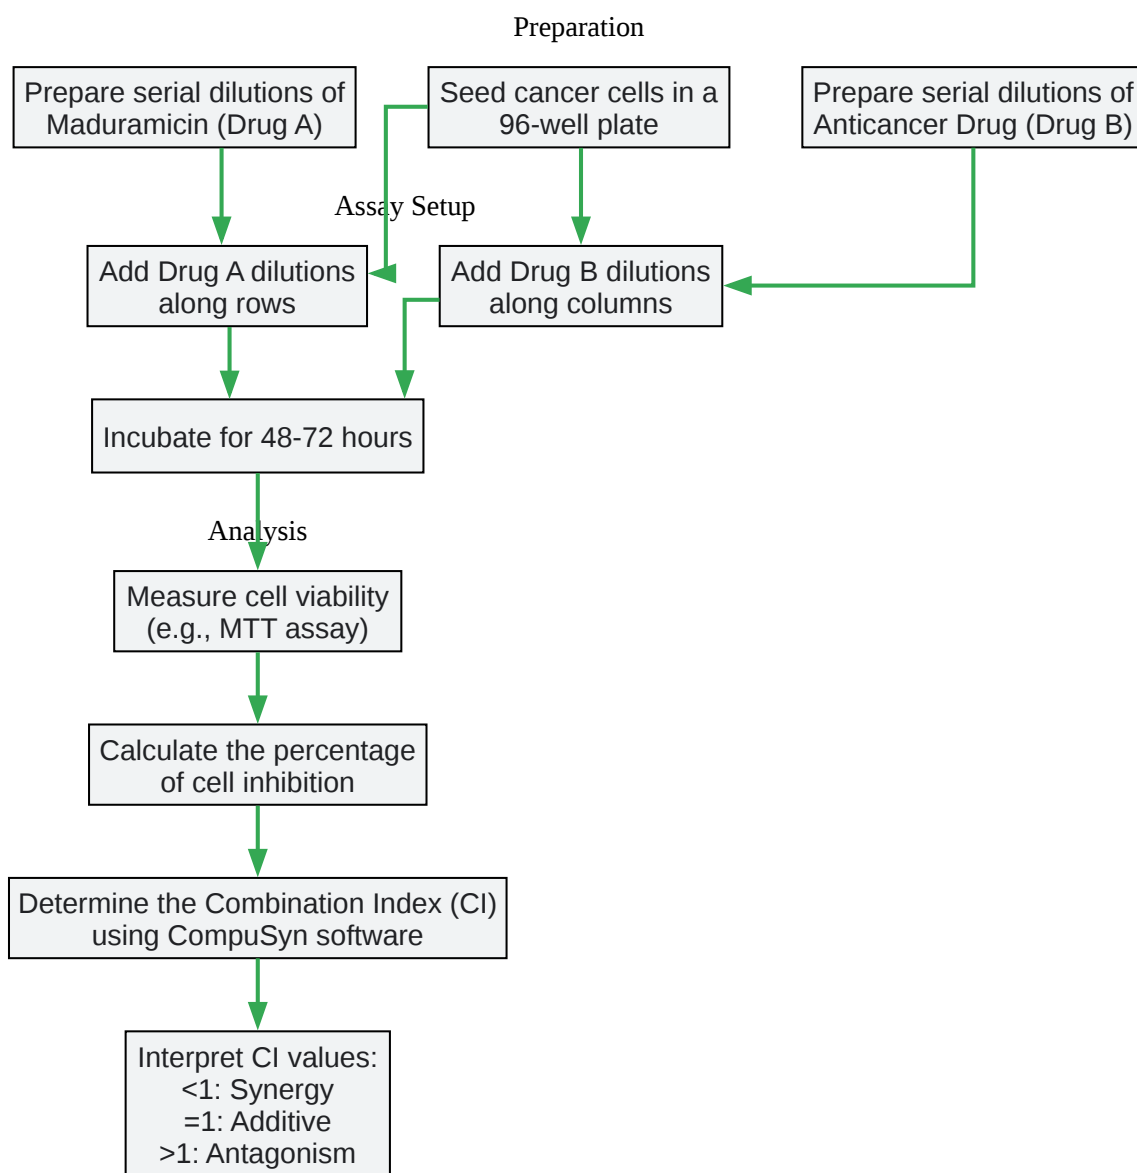 Preparation
Prepare serial dilutions of
Maduramicin (Drug A)
Seed cancer cells in a
96-well plate
Prepare serial dilutions of
Anticancer Drug (Drug B)
Assay Setup
Add Drug A dilutions
along rows
Add Drug B dilutions
along columns
Incubate for 48-72 hours
Analysis
Measure cell viability
(e.g., MTT assay)
Calculate the percentage
of cell inhibition
Determine the Combination Index (CI)
using CompuSyn software
Interpret CI values:
<1: Synergy
=1: Additive
>1: Antagonism